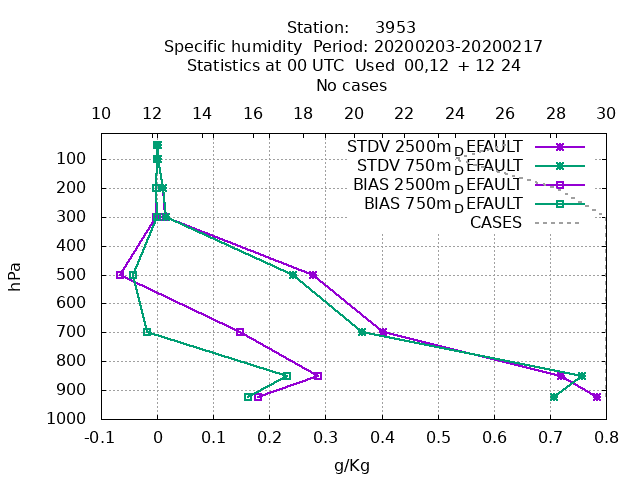 Station: 3953
Specific humidity Period: 20200203-20200217
Statistics at 00 UTC Used 00,12 + 12 24
No cases
10 12 14 16 18 20 22 24 26 28 30
STDV 2500m_DEFAULT
STDV 750m_DEFAULT
BIAS 2500m_DEFAULT
BIAS 750m_DEFAULT
CASES
100
200
300
400
500
600
700
800
900
1000
hPa
-0.1 0 0.1 0.2 0.3 0.4 0.5 0.6 0.7 0.8
g/Kg